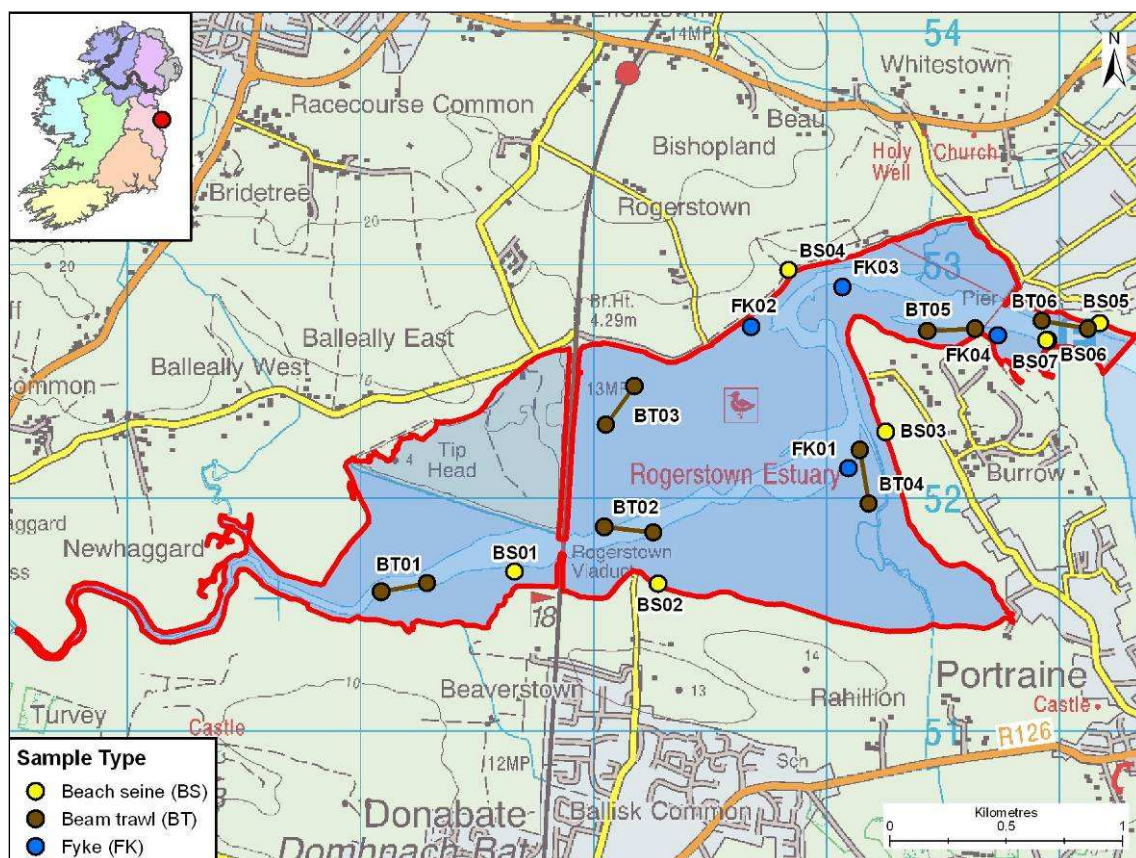 14MP
54
N
Whitestown
Racecourse Common
Beau
Bishopland
Holy
Well
Church
Bridetree
20
Rogerstown
BS04
53
20
FK03
Br.Ht.
4.29m
FK02
BT05
Pier
BT06
BS05
Balleally East
FK04
BS06
BS07
Balleally West
10
13MP
BT03
BS03
4
Tip
Head
FK01
Burrow
Rogerstown Estuary
BT04
52
BT02
Newhaggard
BT01
BS01
Rogerstown
Viaduct
BS02
18
14
Portraine
Beaverstown
13
Rahillion
10
Castle
Turvey
Castle
51
R126
Sample Type
12MP
Sch
Beach seine (BS)
Ballisk Common
Kilometres
Beam trawl (BT)
Donabate
0
0.5
1
Fyke (FK)